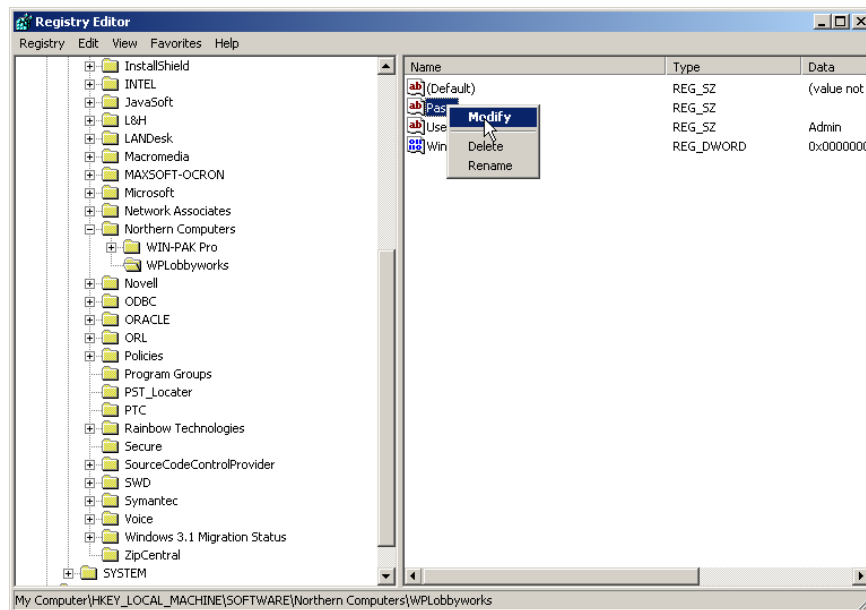 Registry Editor
Registry Edit View Favorites Help
Name Type Data
InstallShield
INTEL
JavaSoft
L&H
LANDesk
Macromedia
MAXSOFT-OCRON
Microsoft
Network Associates
Northern Computers
WIN-PAK Pro
WPLobbyworks
Novell
ODBC
ORACLE
ORL
Policies
Program Groups
PST_Locater
PTC
Rainbow Technologies
Secure
SourceCodeControlProvider
SWD
Symantec
Voice
Windows 3.1 Migration Status
ZipCentral
SYSTEM
(Default) REG_SZ (value not
Pas REG_SZ
Use REG_SZ Admin
Win REG_DWORD 0x0000000
Modify
Delete
Rename
My Computer\HKEY_LOCAL_MACHINE\SOFTWARE\Northern Computers\WPLobbyworks